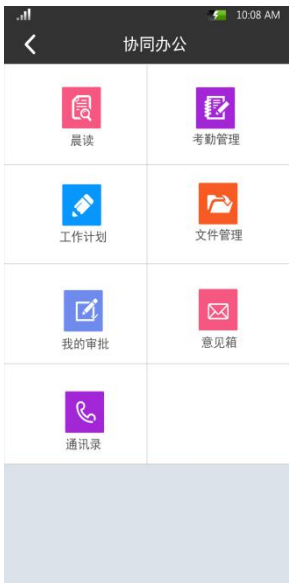 10:08 AM
协同办公
晨读
考勤管理
工作计划
文件管理
我的审批
意见箱
通讯录